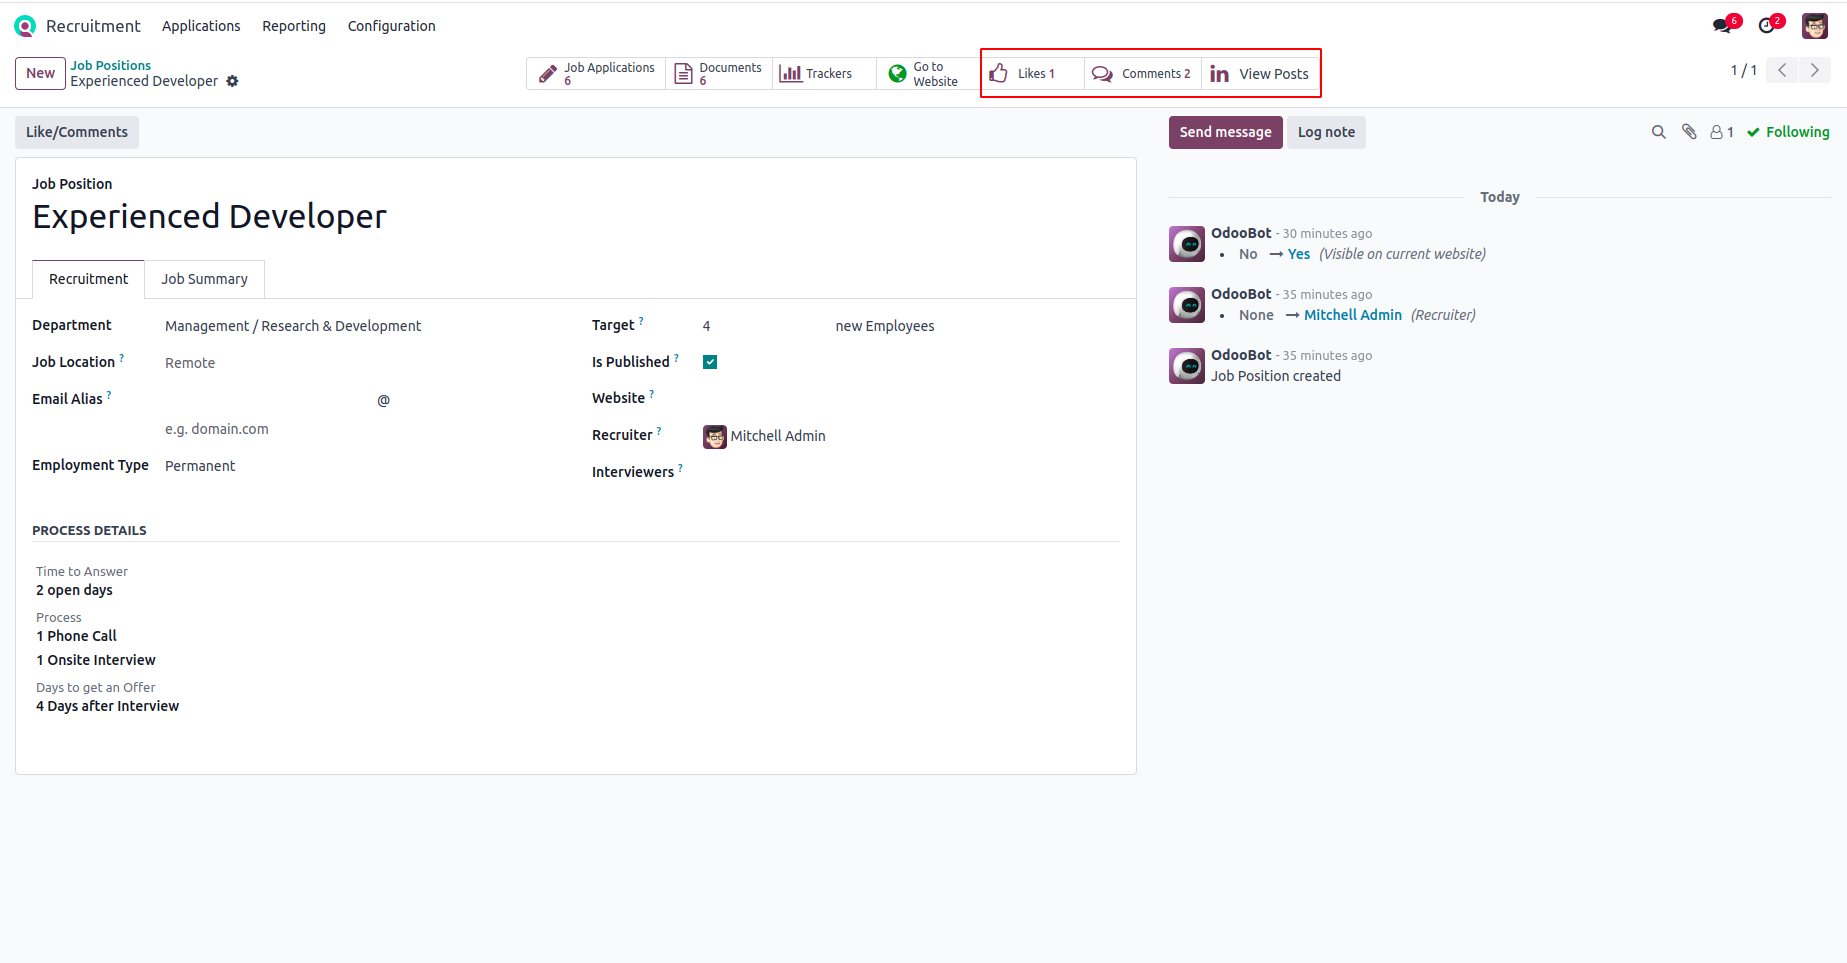 Recruitment Applications Reporting Configuration 6 2
New Job Positions
Experienced Developer
Job Applications
6
Documents
6
Trackers
Go to
Website
Likes 1
Comments 2
View Posts
1 / 1
Like/Comments
Send message Log note 1 Following
Job Position
Experienced Developer
Recruitment Job Summary
Department Management / Research & Development
Job Location ? Remote
Email Alias ? @
e.g. domain.com
Employment Type Permanent
Target ? 4 new Employees
Is Published ?
Website ?
Recruiter ? Mitchell Admin
Interviewers ?
PROCESS DETAILS
Time to Answer
2 open days
Process
1 Phone Call
1 Onsite Interview
Days to get an Offer
4 Days after Interview
Today
OdooBot - 30 minutes ago
• No → Yes (Visible on current website)
OdooBot - 35 minutes ago
• None → Mitchell Admin (Recruiter)
OdooBot - 35 minutes ago
Job Position created